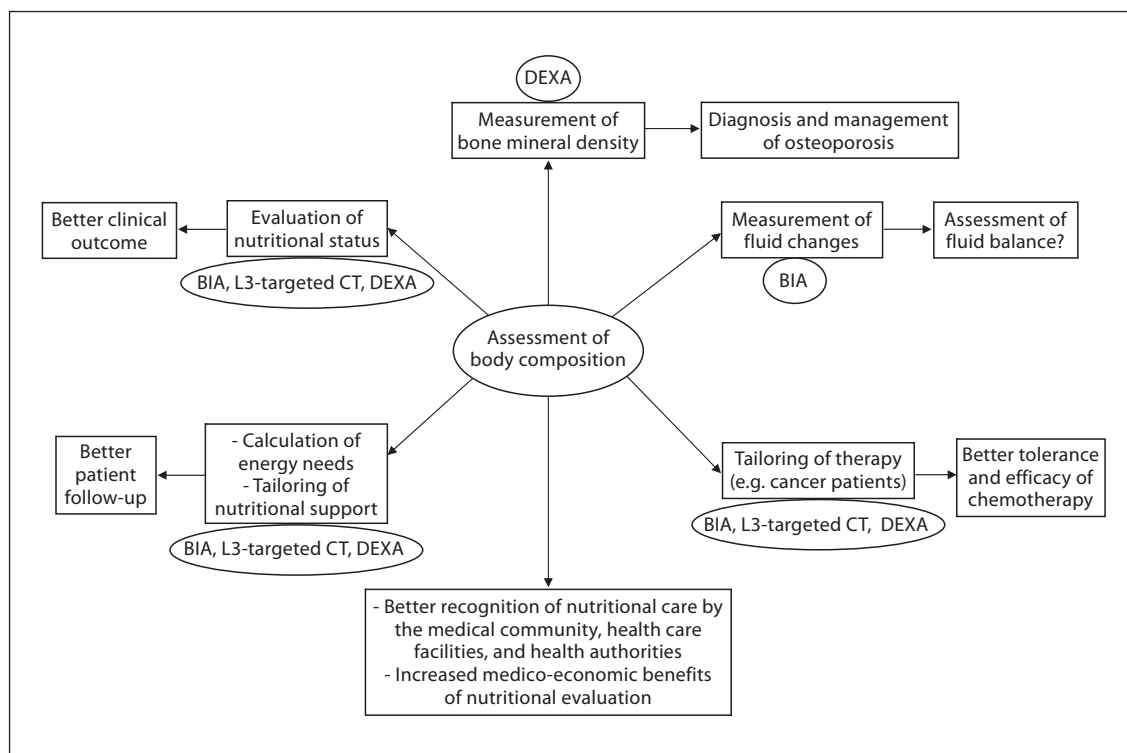 DEXA
Measurement of
bone mineral density
Diagnosis and management
of osteoporosis
Better clinical
outcome
Evaluation of
nutritional status
BIA, L3-targeted CT, DEXA
Measurement of
fluid changes
BIA
Assessment of
fluid balance?
Assessment of
body composition
Better
patient
follow-up
- Calculation of
energy needs
- Tailoring of
nutritional support
BIA, L3-targeted CT, DEXA
Tailoring of therapy
(e.g. cancer patients)
BIA, L3-targeted CT, DEXA
Better tolerance
and efficacy of
chemotherapy
- Better recognition of nutritional care by
the medical community, health care
facilities, and health authorities
- Increased medico-economic benefits
of nutritional evaluation